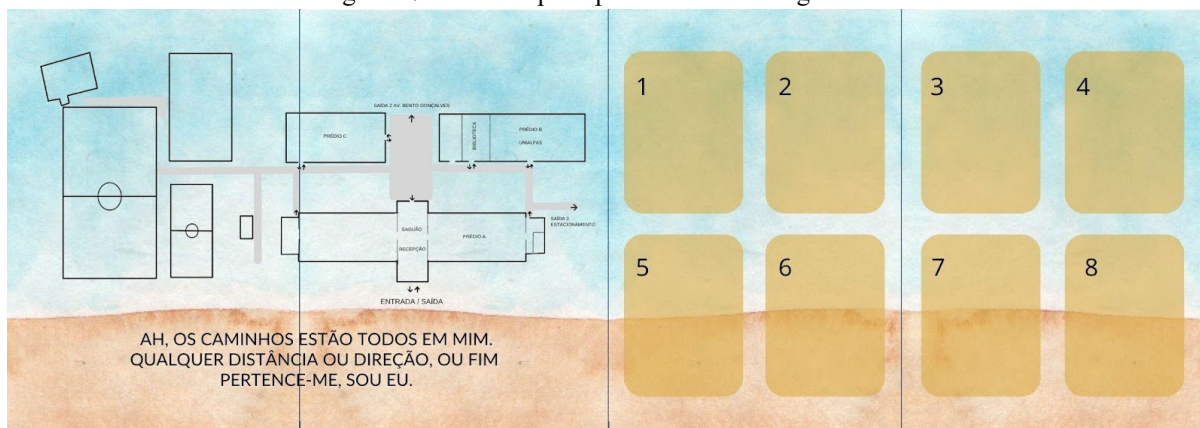 SAÍDA 2 AV. BENTO GONÇALVES
PRÉDIO C
BIBLIOTECA
PRÉDIO B
UNIALFAS
SAÍDA 3
ESTACIONAMENTO
SAGUÃO
PRÉDIO A
RECEPÇÃO
ENTRADA / SAÍDA
AH, OS CAMINHOS ESTÃO TODOS EM MIM.
QUALQUER DISTÂNCIA OU DIREÇÃO, OU FIM
PERTENCE-ME, SOU EU.
1
2
3
4
5
6
7
8